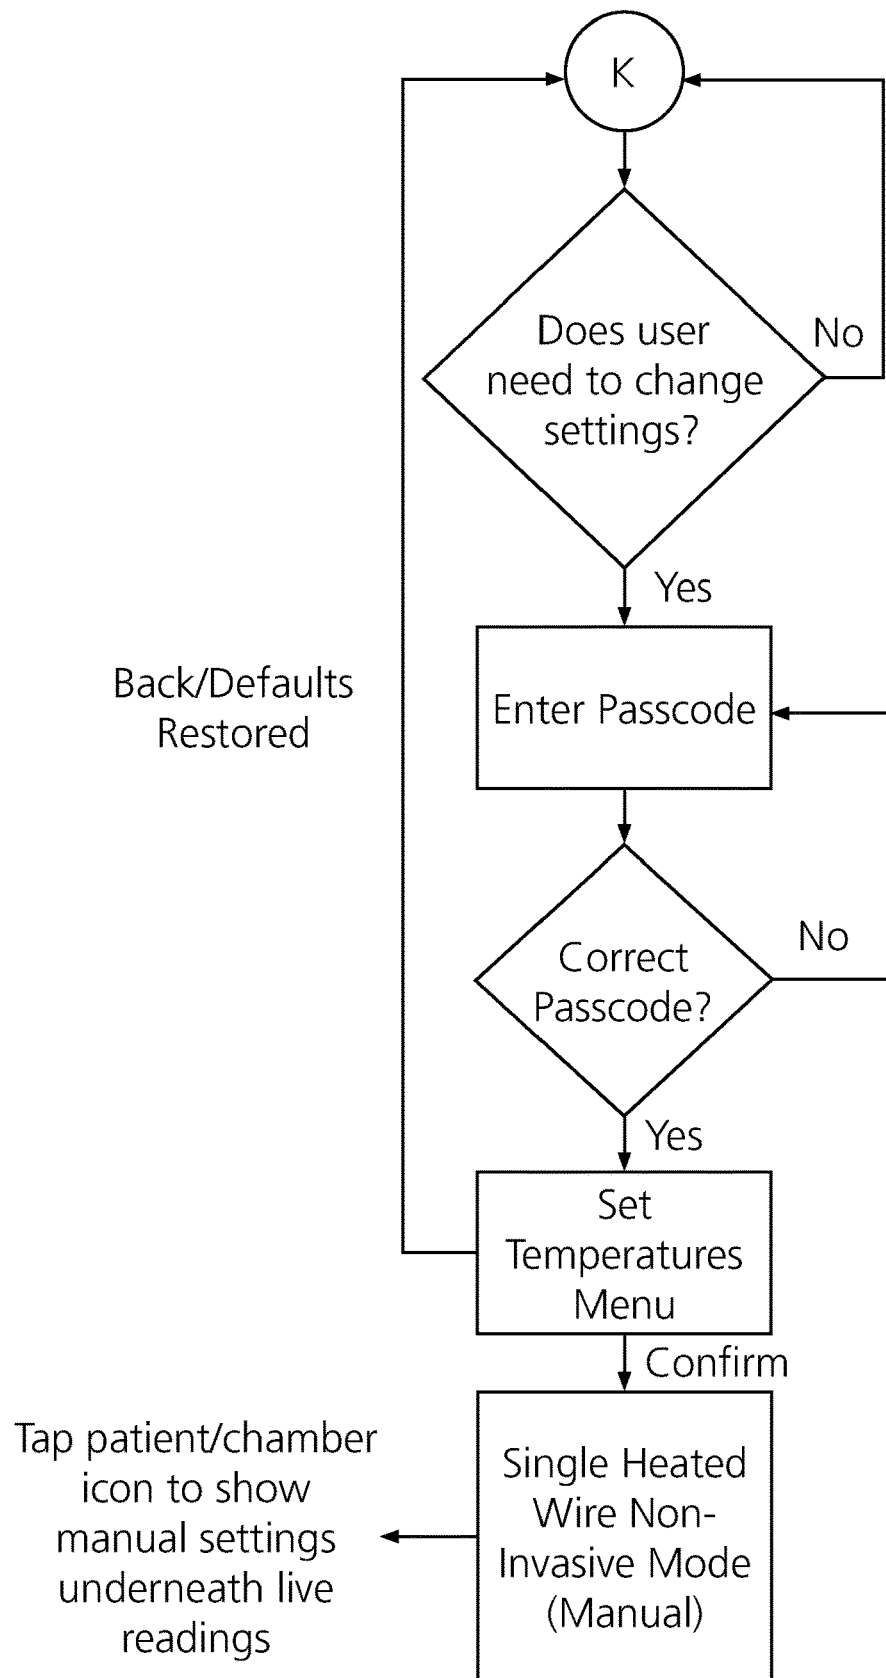 K
Does user
need to change
settings?
No
Yes
Back/Defaults
Restored
Enter Passcode
Correct
Passcode?
No
Yes
Set
Temperatures
Menu
Confirm
Tap patient/chamber
icon to show
manual settings
underneath live
readings
Single Heated
Wire Non-
Invasive Mode
(Manual)